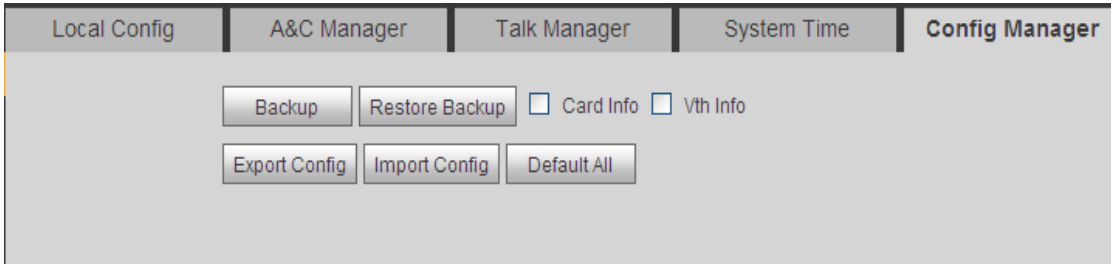 Local Config A&C Manager Talk Manager System Time Config Manager
Backup Restore Backup Card Info Vth Info
Export Config Import Config Default All